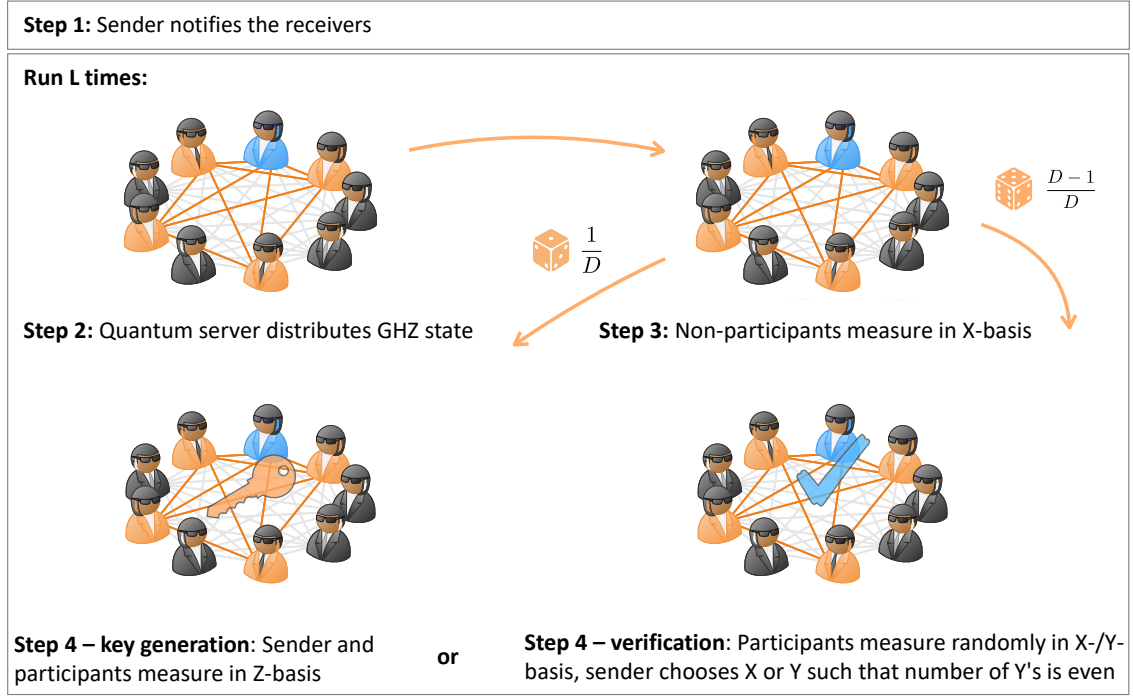 Step 1: Sender notifies the receivers
Run L times:
D − 1
D
1
D
Step 2: Quantum server distributes GHZ state
Step 3: Non-participants measure in X-basis
Step 4 – key generation: Sender and
participants measure in Z-basis
or
Step 4 – verification: Participants measure randomly in X-/Y-
basis, sender chooses X or Y such that number of Y's is even